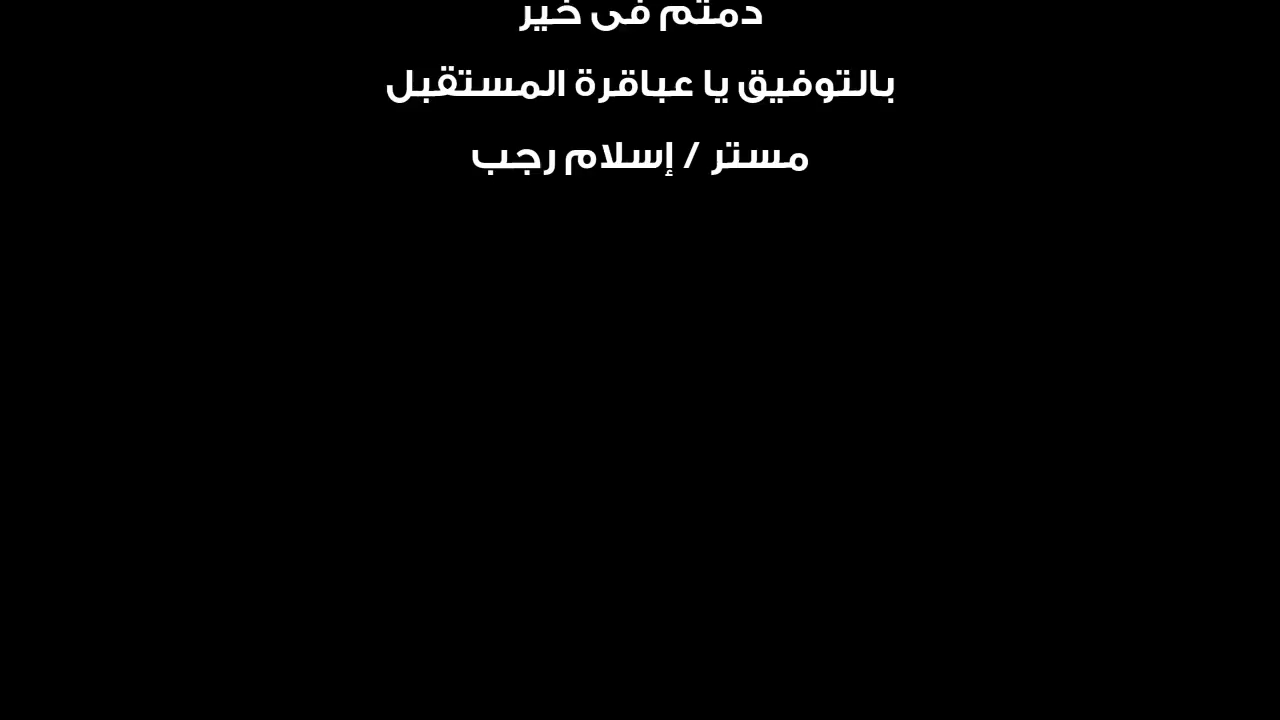 دمتم فى خير
بالتوفيق يا عباقرة المستقبل
مستر / إسلام رجب